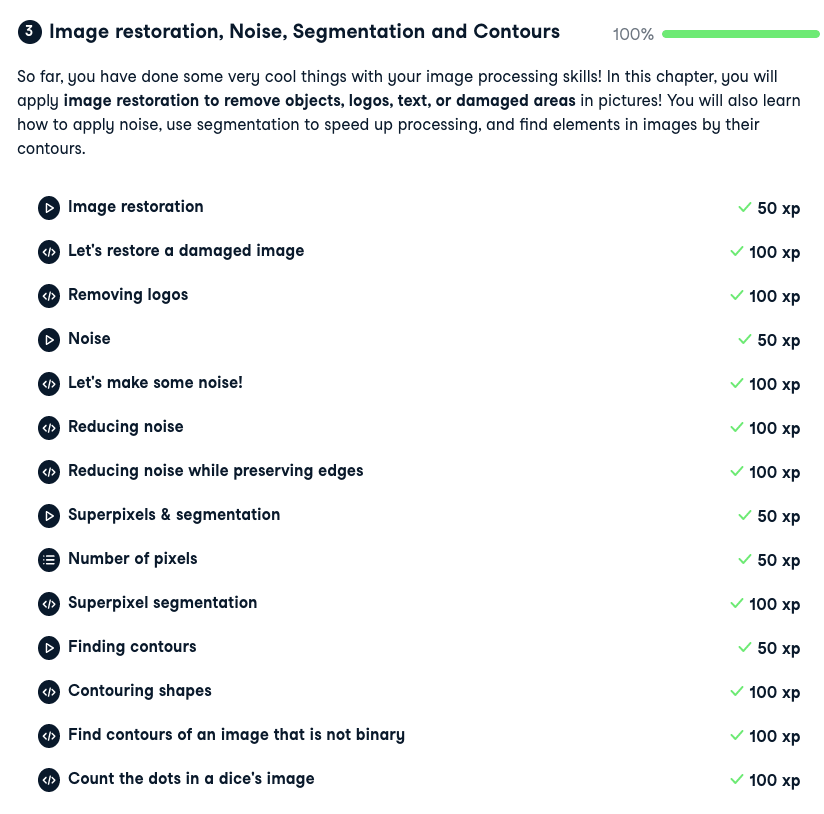 3 Image restoration, Noise, Segmentation and Contours 100%
So far, you have done some very cool things with your image processing skills! In this chapter, you will
apply image restoration to remove objects, logos, text, or damaged areas in pictures! You will also learn
how to apply noise, use segmentation to speed up processing, and find elements in images by their
contours.
Image restoration 50 xp
Let's restore a damaged image 100 xp
Removing logos 100 xp
Noise 50 xp
Let's make some noise! 100 xp
Reducing noise 100 xp
Reducing noise while preserving edges 100 xp
Superpixels & segmentation 50 xp
Number of pixels 50 xp
Superpixel segmentation 100 xp
Finding contours 50 xp
Contouring shapes 100 xp
Find contours of an image that is not binary 100 xp
Count the dots in a dice's image 100 xp